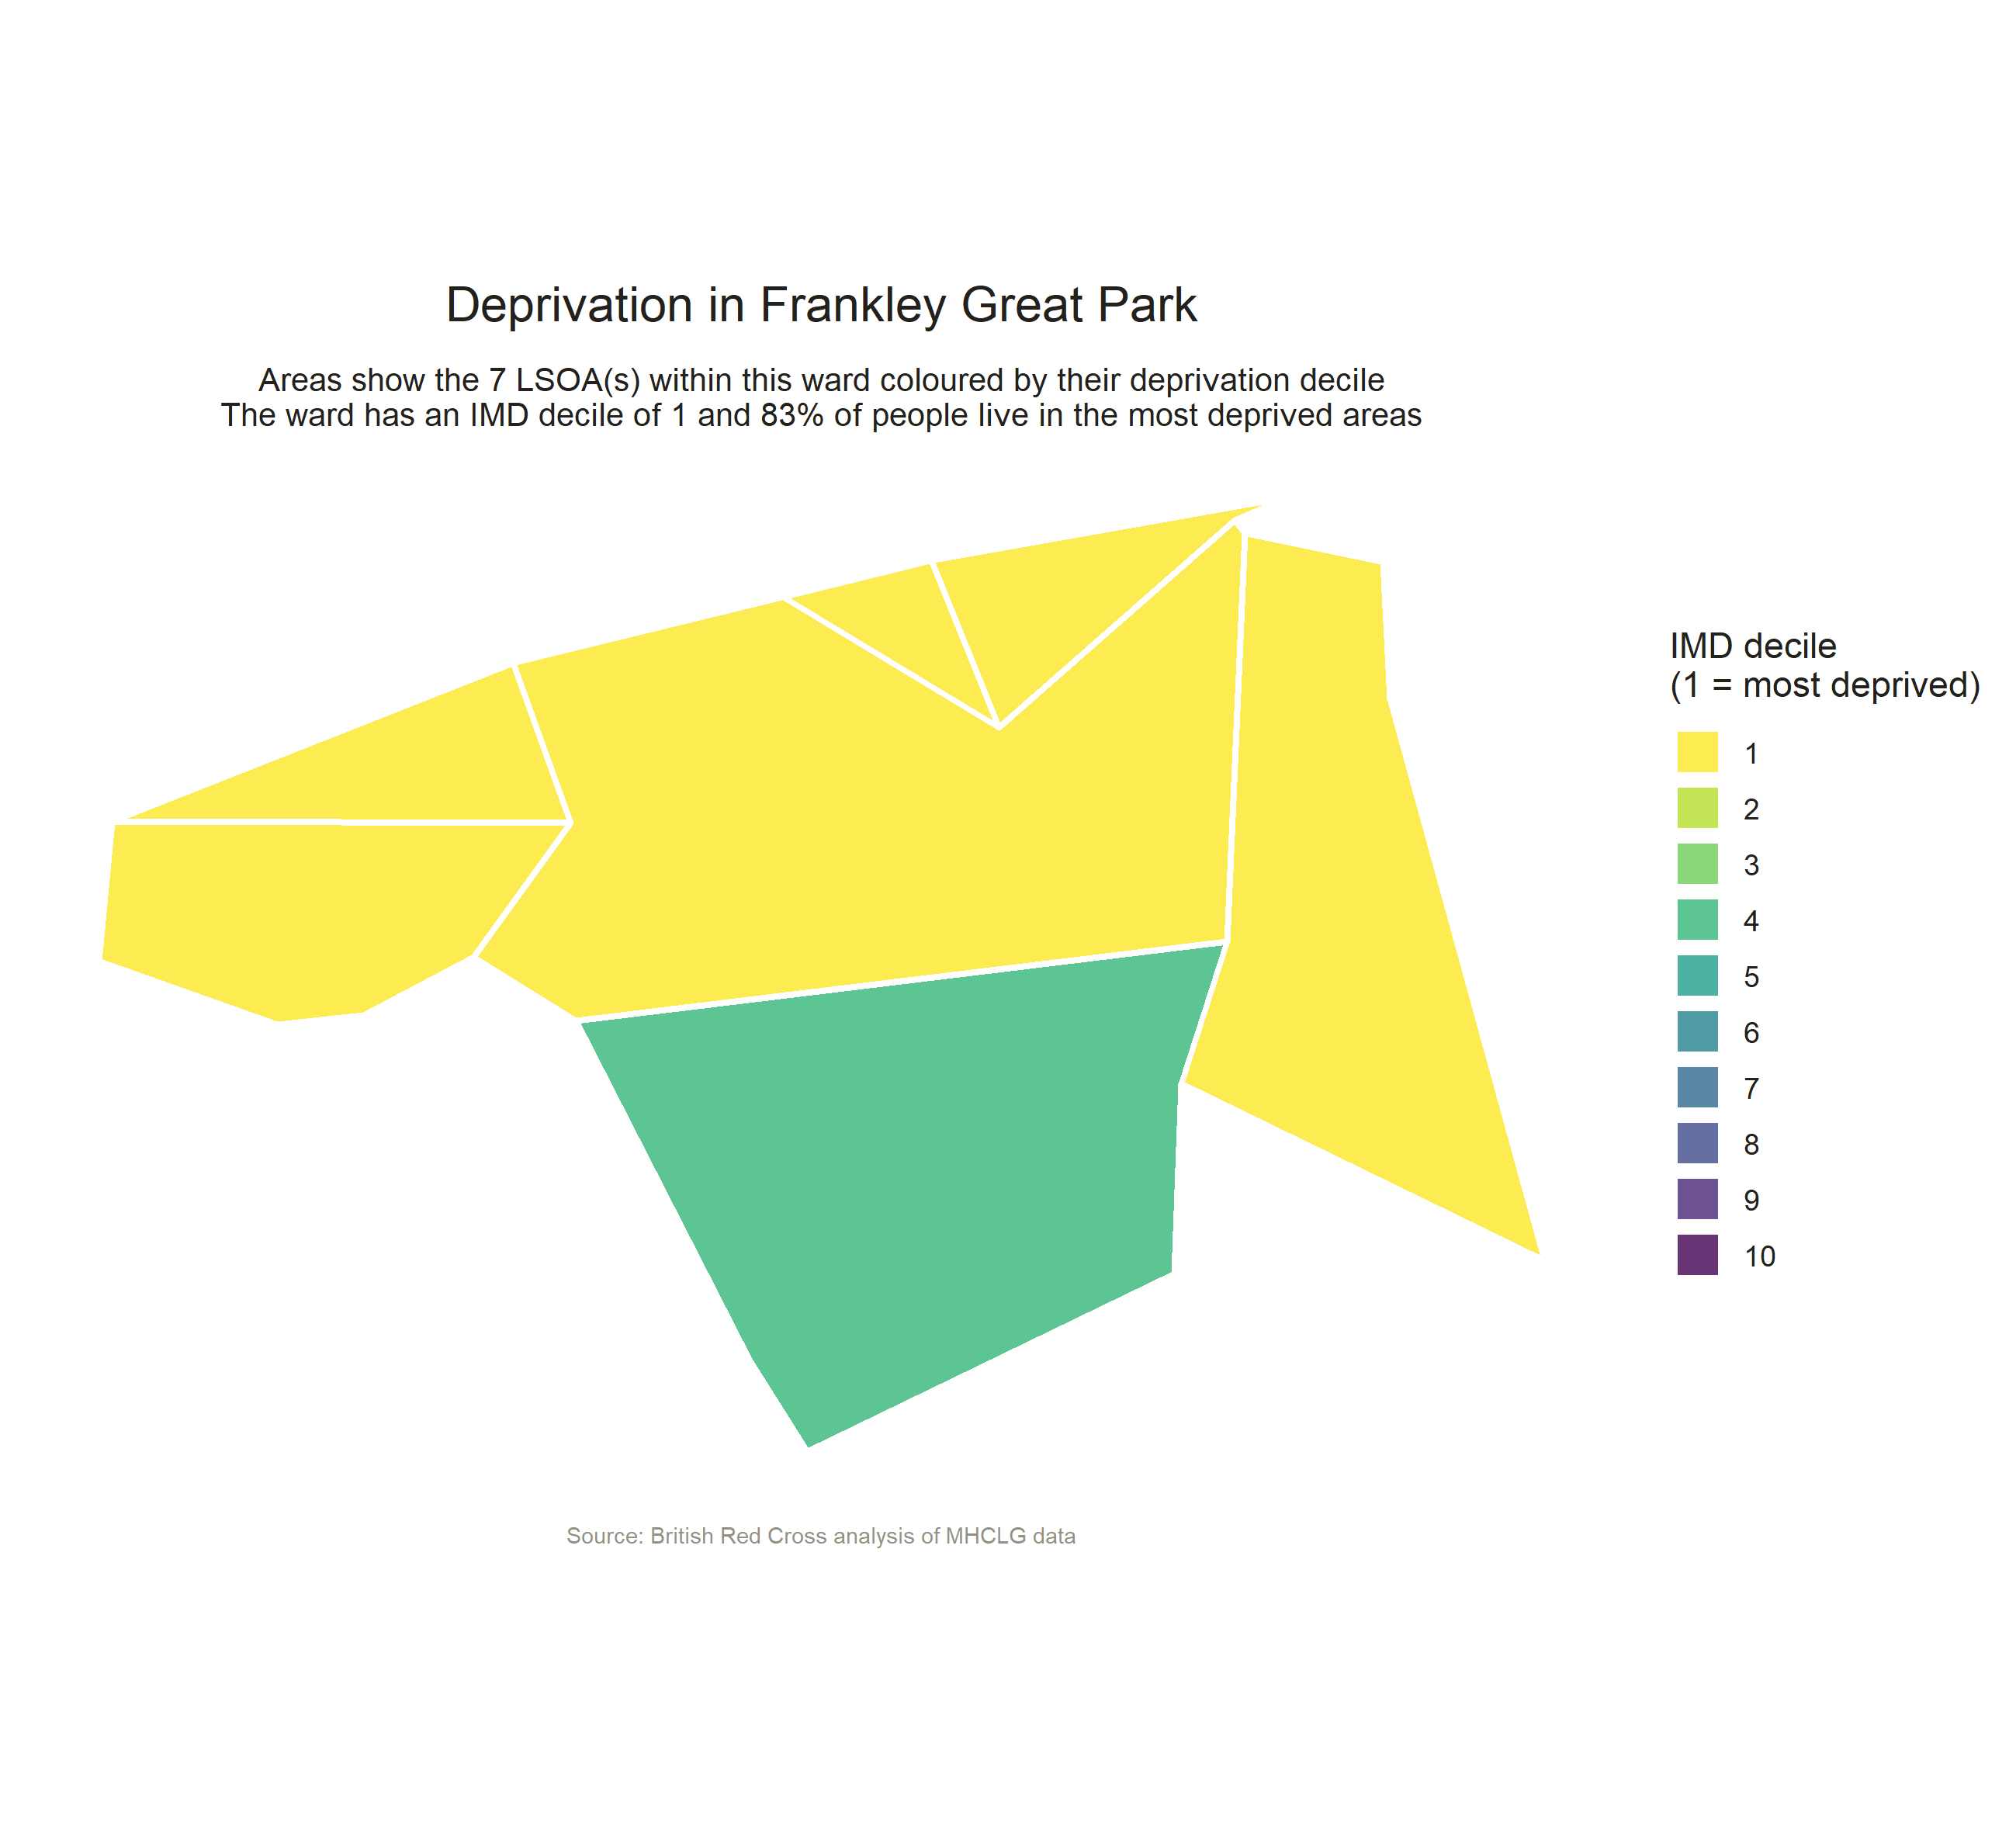 Deprivation in Frankley Great Park
Areas show the 7 LSOA(s) within this ward coloured by their deprivation decile
The ward has an IMD decile of 1 and 83% of people live in the most deprived areas
IMD decile
(1 = most deprived)
1
2
3
4
5
6
7
8
9
10
Source: British Red Cross analysis of MHCLG data